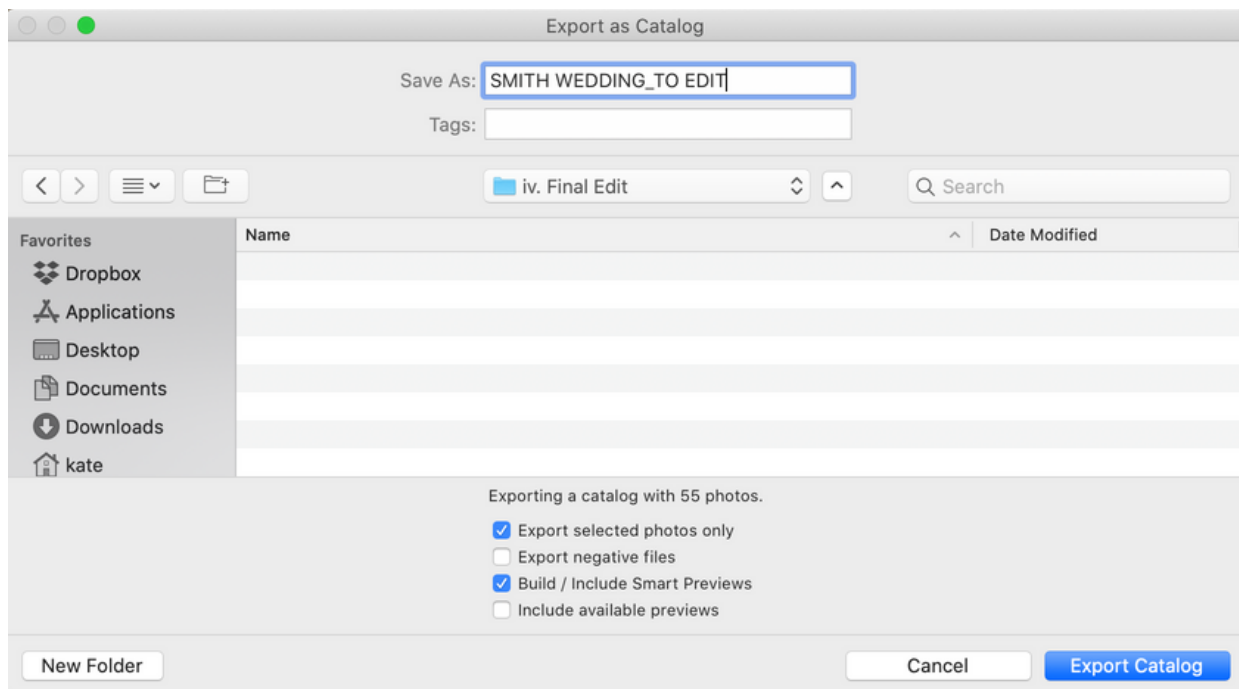 Export as Catalog
Save As: SMITH WEDDING_TO EDIT
Tags:
iv. Final Edit
Search
Favorites
Name
Date Modified
Dropbox
Applications
Desktop
Documents
Downloads
kate
Exporting a catalog with 55 photos.
Export selected photos only
Export negative files
Build / Include Smart Previews
Include available previews
New Folder
Cancel
Export Catalog